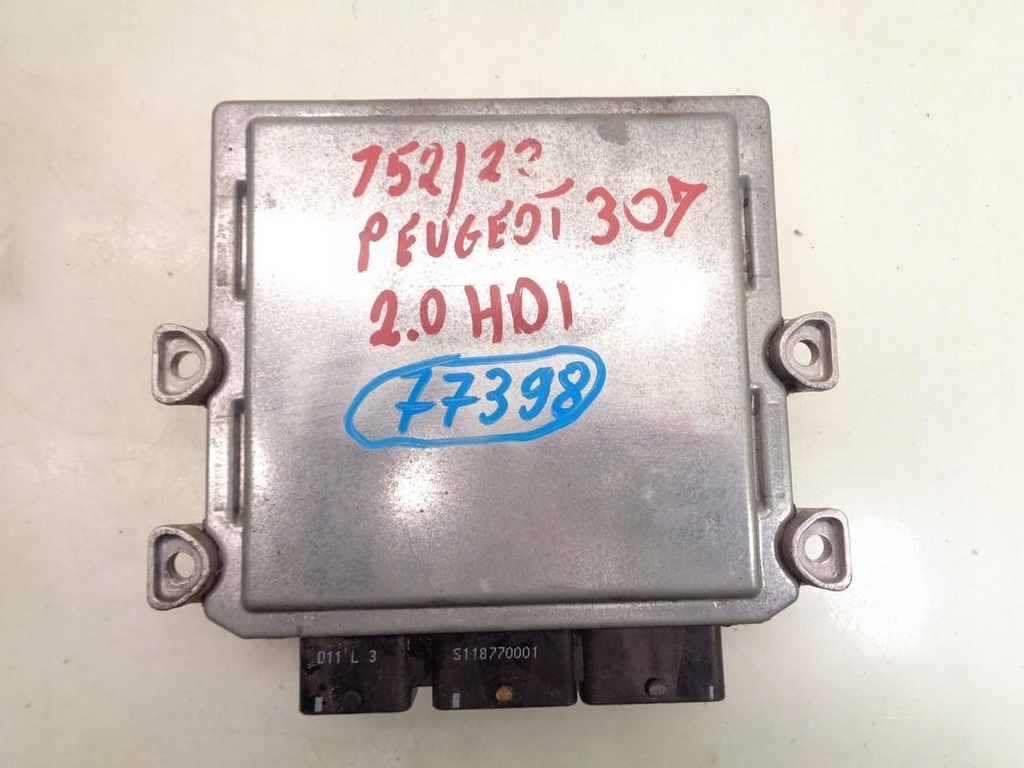 752/23
PEUGEOT 307
2.0 HDI
77398
D11 L 3
S118770001